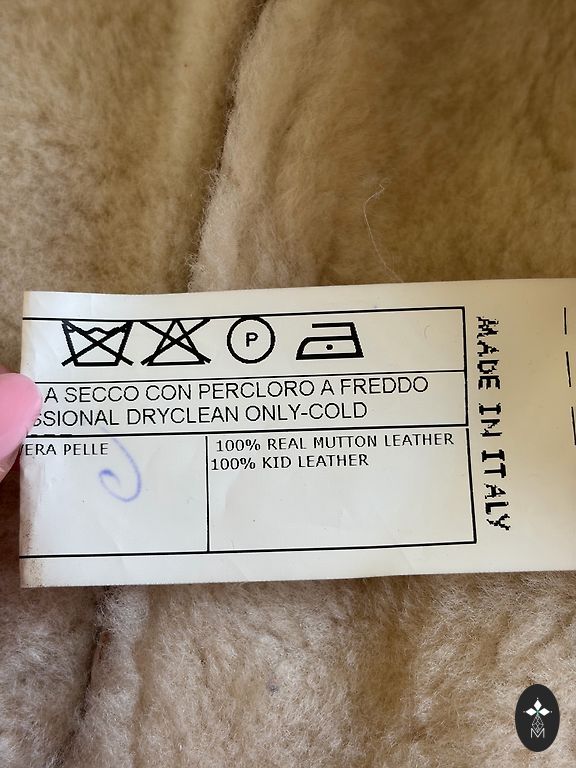 P
A SECCO CON PERCLORO A FREDDO
SSIONAL DRYCLEAN ONLY-COLD
VERA PELLE
100% REAL MUTTON LEATHER
100% KID LEATHER
MADE IN ITALY
M